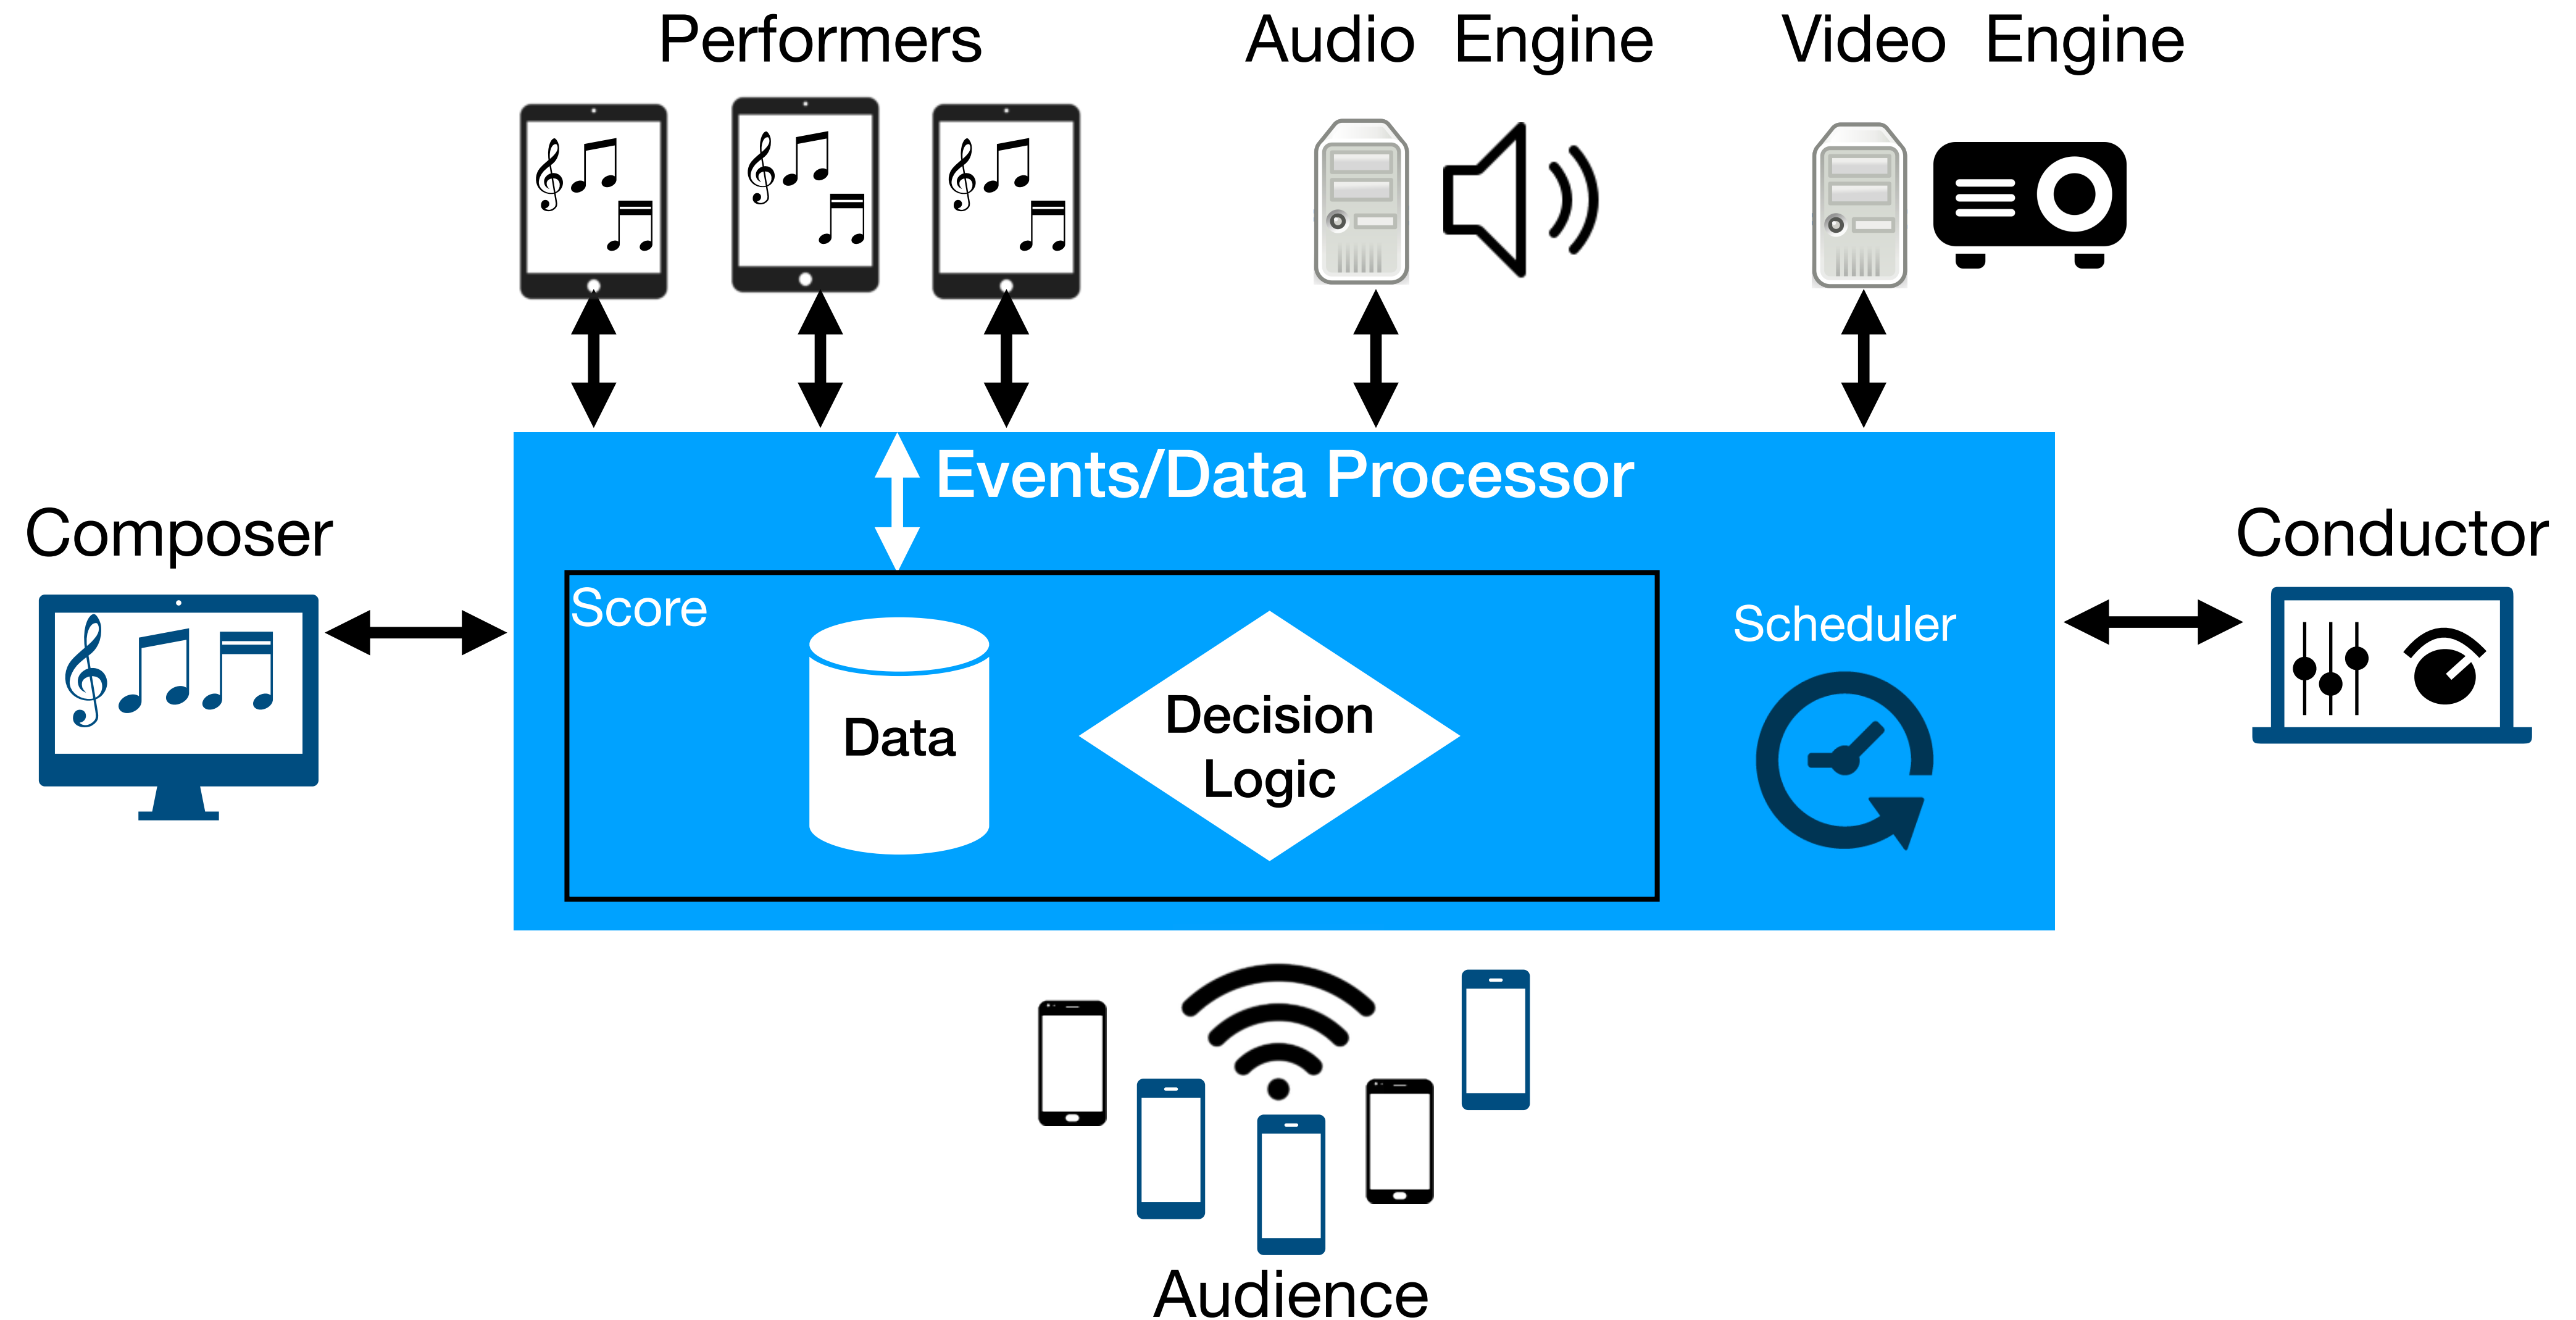 Performers
Audio Engine
Video Engine
Events/Data Processor
Composer
Conductor
Score
Scheduler
Data
Decision
Logic
Audience